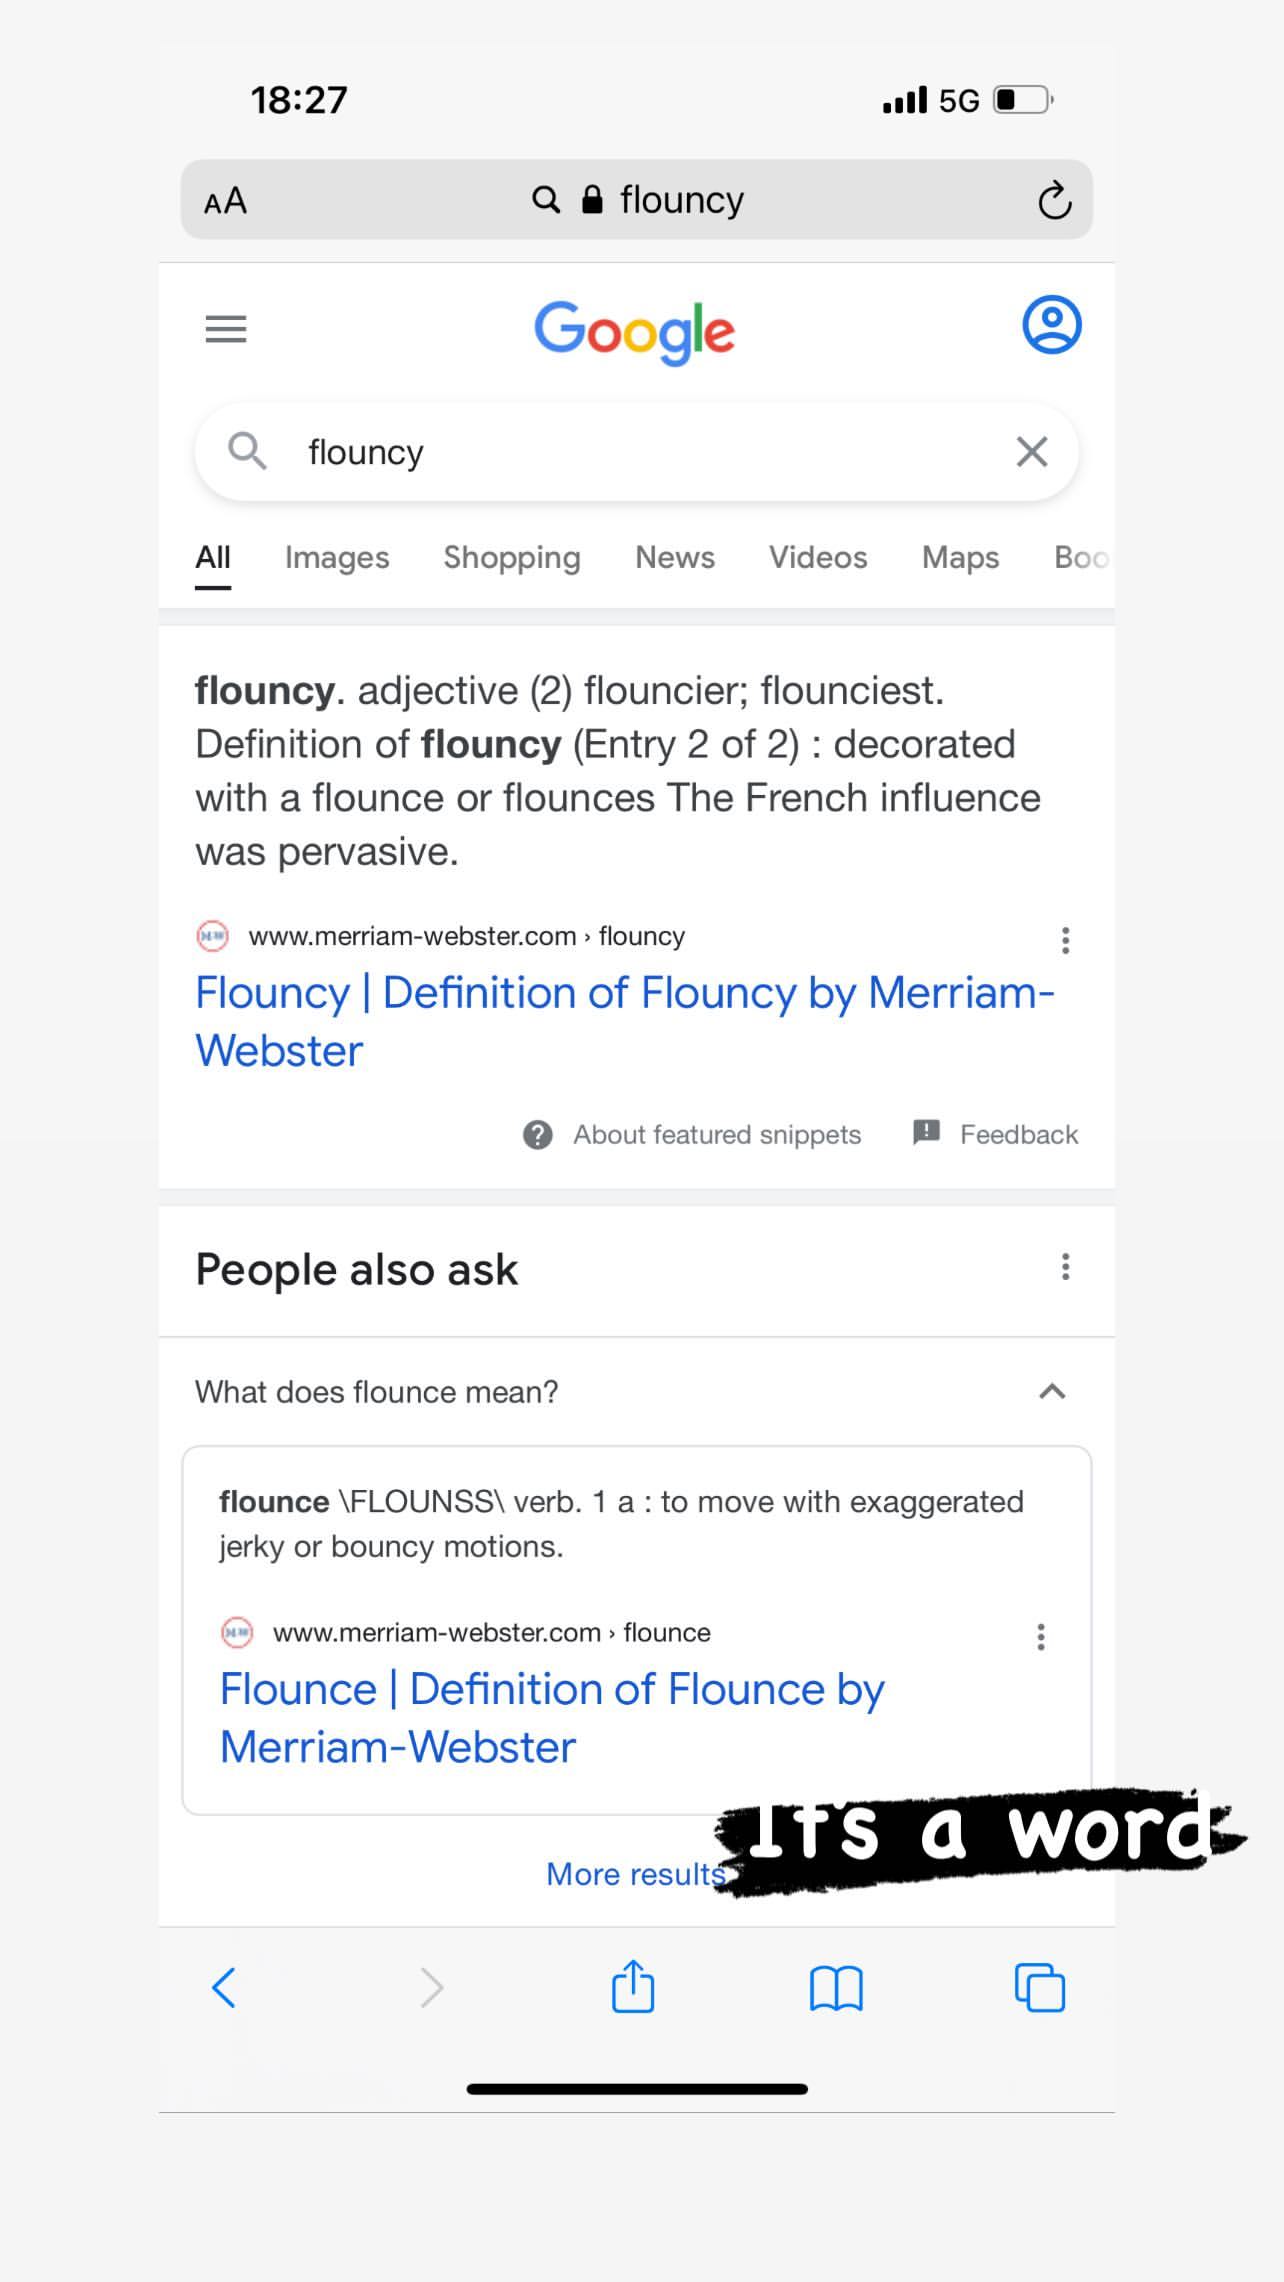 18:27
5G
AA
flouncy
Google
flouncy
All Images Shopping News Videos Maps Boo
flouncy. adjective (2) flouncier; flounciest.
Definition of flouncy (Entry 2 of 2) : decorated
with a flounce or flounces The French influence
was pervasive.
www.merriam-webster.com › flouncy
Flouncy | Definition of Flouncy by Merriam-
Webster
About featured snippets Feedback
People also ask
What does flounce mean?
flounce \FLOUNSS\ verb. 1 a : to move with exaggerated
jerky or bouncy motions.
www.merriam-webster.com › flounce
Flounce | Definition of Flounce by
Merriam-Webster
It's a word
More results